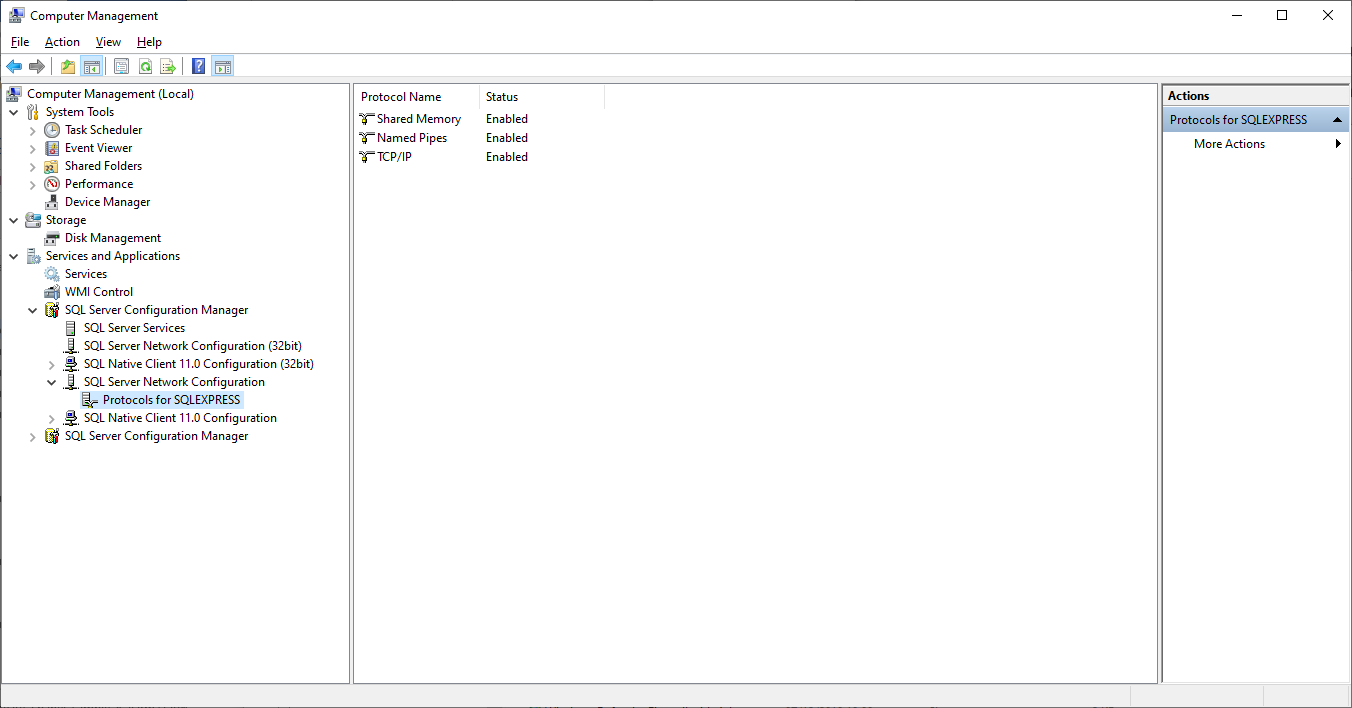 Computer Management
File Action View Help
Computer Management (Local)
System Tools
Task Scheduler
Event Viewer
Shared Folders
Performance
Device Manager
Storage
Disk Management
Services and Applications
Services
WMI Control
SQL Server Configuration Manager
SQL Server Services
SQL Server Network Configuration (32bit)
SQL Native Client 11.0 Configuration (32bit)
SQL Server Network Configuration
Protocols for SQLEXPRESS
SQL Native Client 11.0 Configuration
SQL Server Configuration Manager
Protocol Name Status
Shared Memory Enabled
Named Pipes Enabled
TCP/IP Enabled
Actions
Protocols for SQLEXPRESS
More Actions